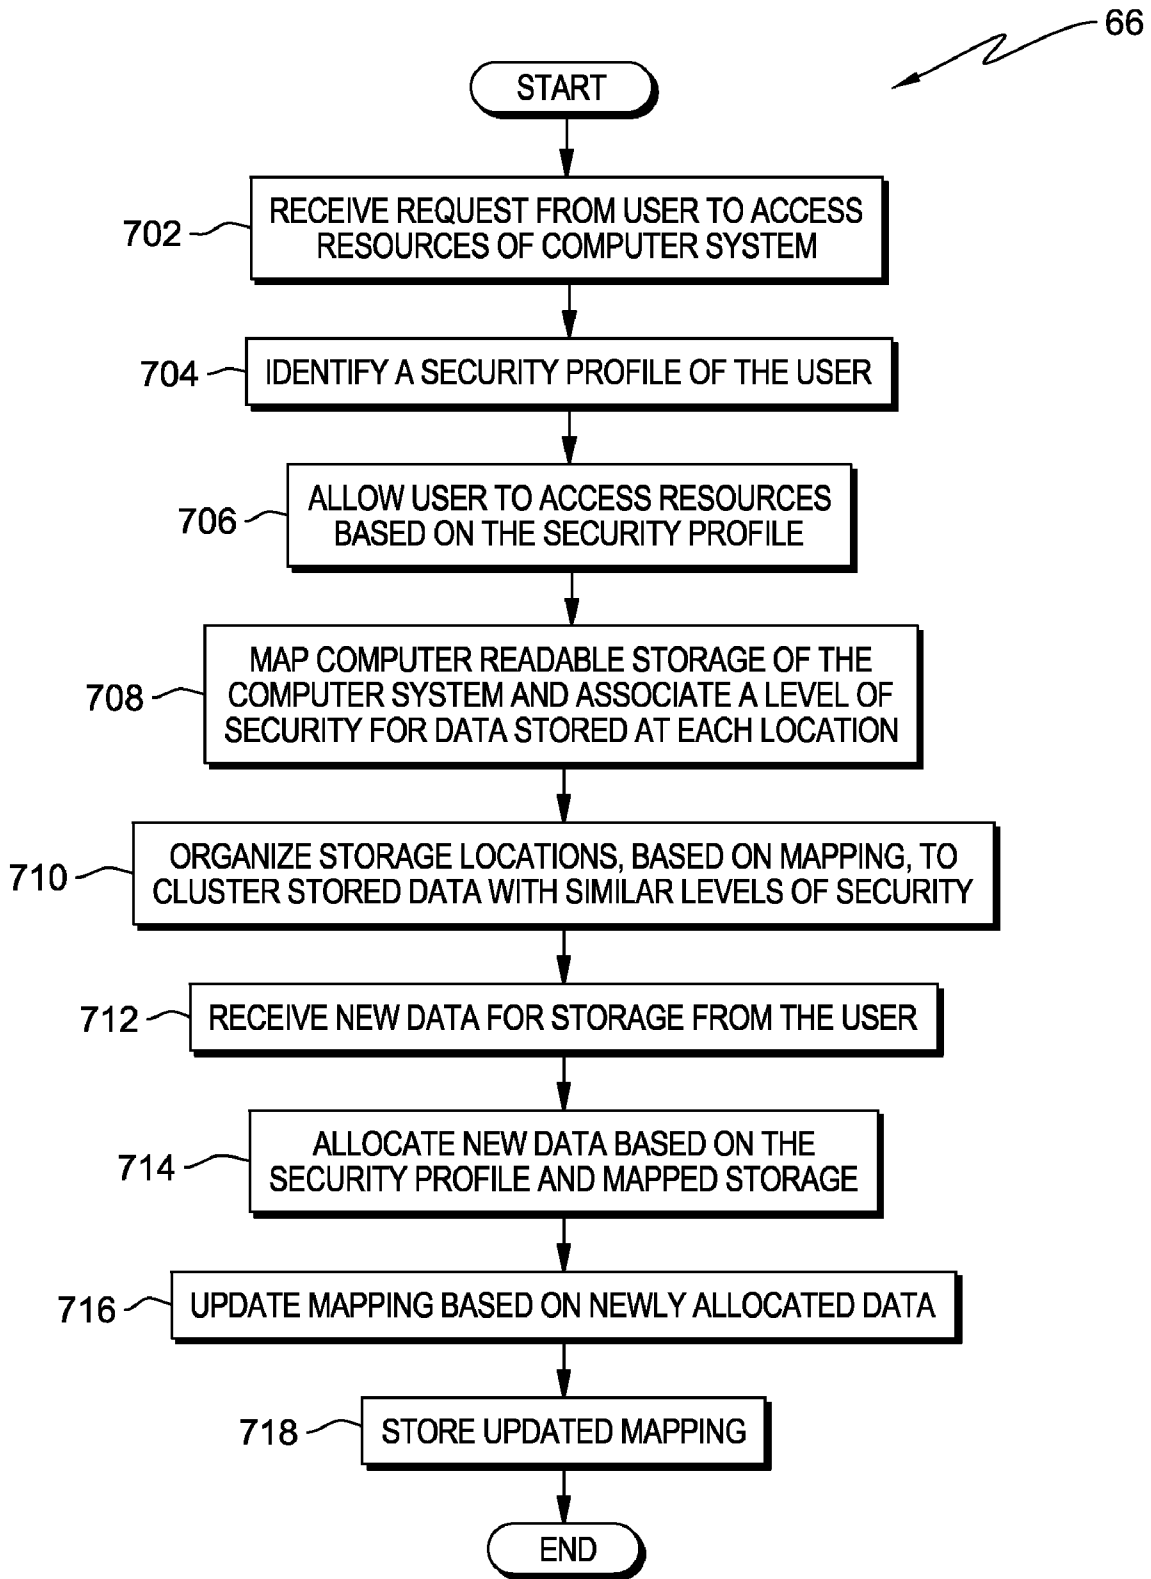 66
START
RECEIVE REQUEST FROM USER TO ACCESS
RESOURCES OF COMPUTER SYSTEM
702
IDENTIFY A SECURITY PROFILE OF THE USER
704
ALLOW USER TO ACCESS RESOURCES
BASED ON THE SECURITY PROFILE
706
MAP COMPUTER READABLE STORAGE OF THE
COMPUTER SYSTEM AND ASSOCIATE A LEVEL OF
SECURITY FOR DATA STORED AT EACH LOCATION
708
ORGANIZE STORAGE LOCATIONS, BASED ON MAPPING, TO
CLUSTER STORED DATA WITH SIMILAR LEVELS OF SECURITY
710
RECEIVE NEW DATA FOR STORAGE FROM THE USER
712
ALLOCATE NEW DATA BASED ON THE
SECURITY PROFILE AND MAPPED STORAGE
714
UPDATE MAPPING BASED ON NEWLY ALLOCATED DATA
716
STORE UPDATED MAPPING
718
END